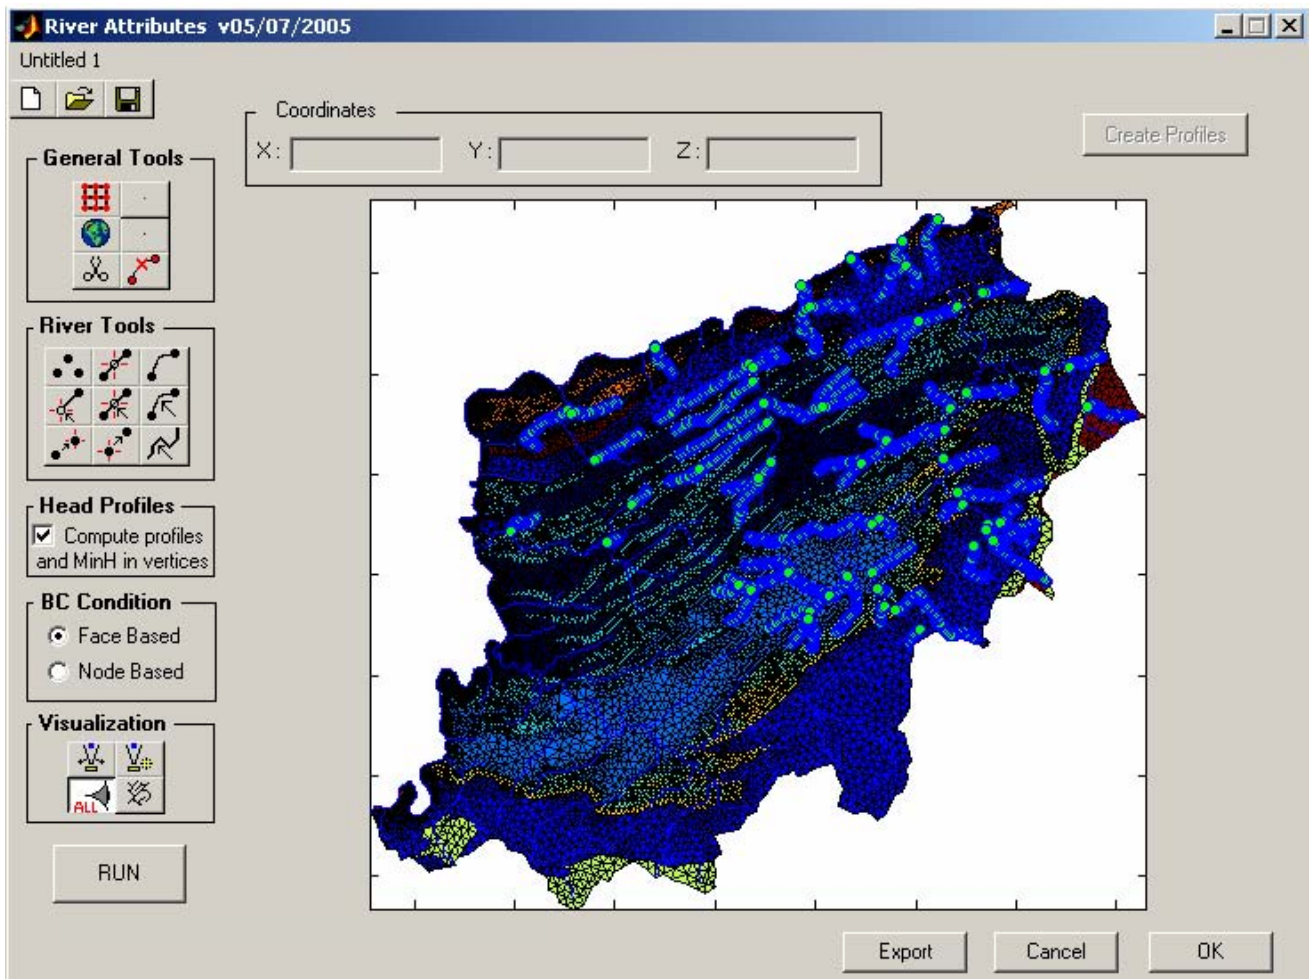 River Attributes v05/07/2005
Untitled 1
Coordinates
X:
Y:
Z:
Create Profiles
General Tools
River Tools
Head Profiles
Compute profiles
and MinH in vertices
BC Condition
Face Based
Node Based
Visualization
ALL
RUN
Export
Cancel
OK